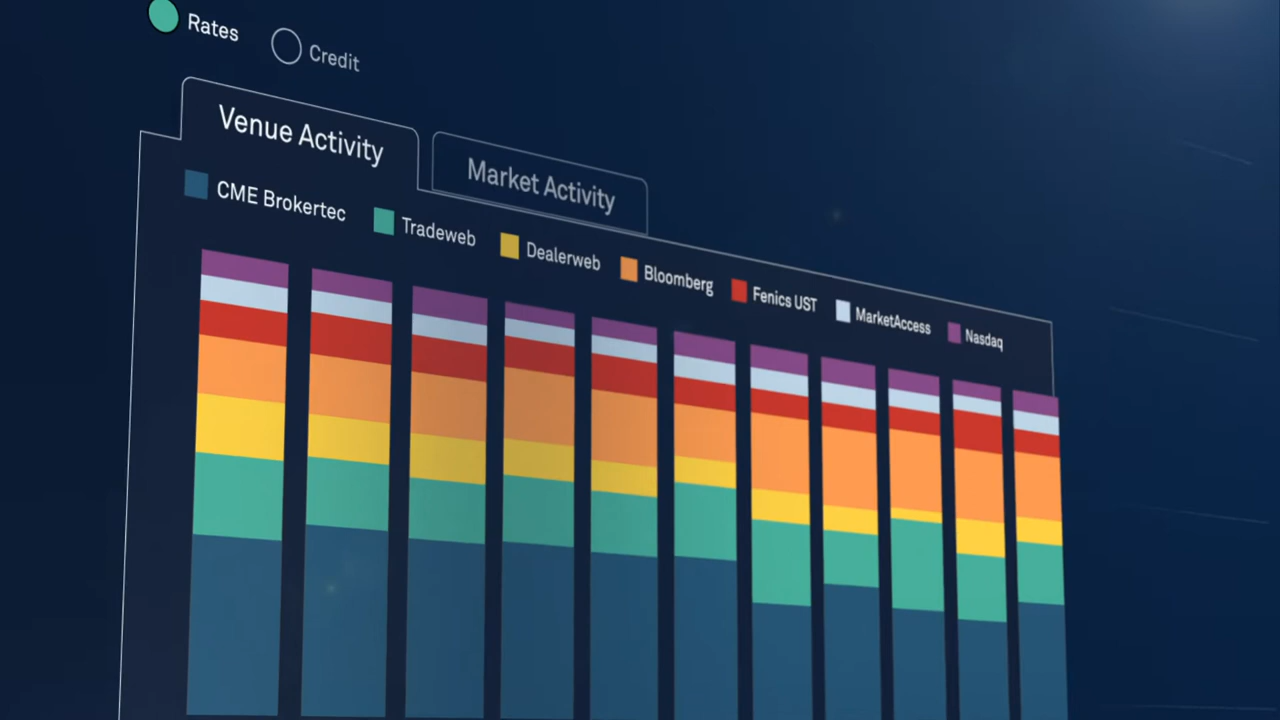 Rates
Credit
Venue Activity
Market Activity
CME Brokertec
Tradeweb
Dealerweb
Bloomberg
Fenics UST
MarketAccess
Nasdaq